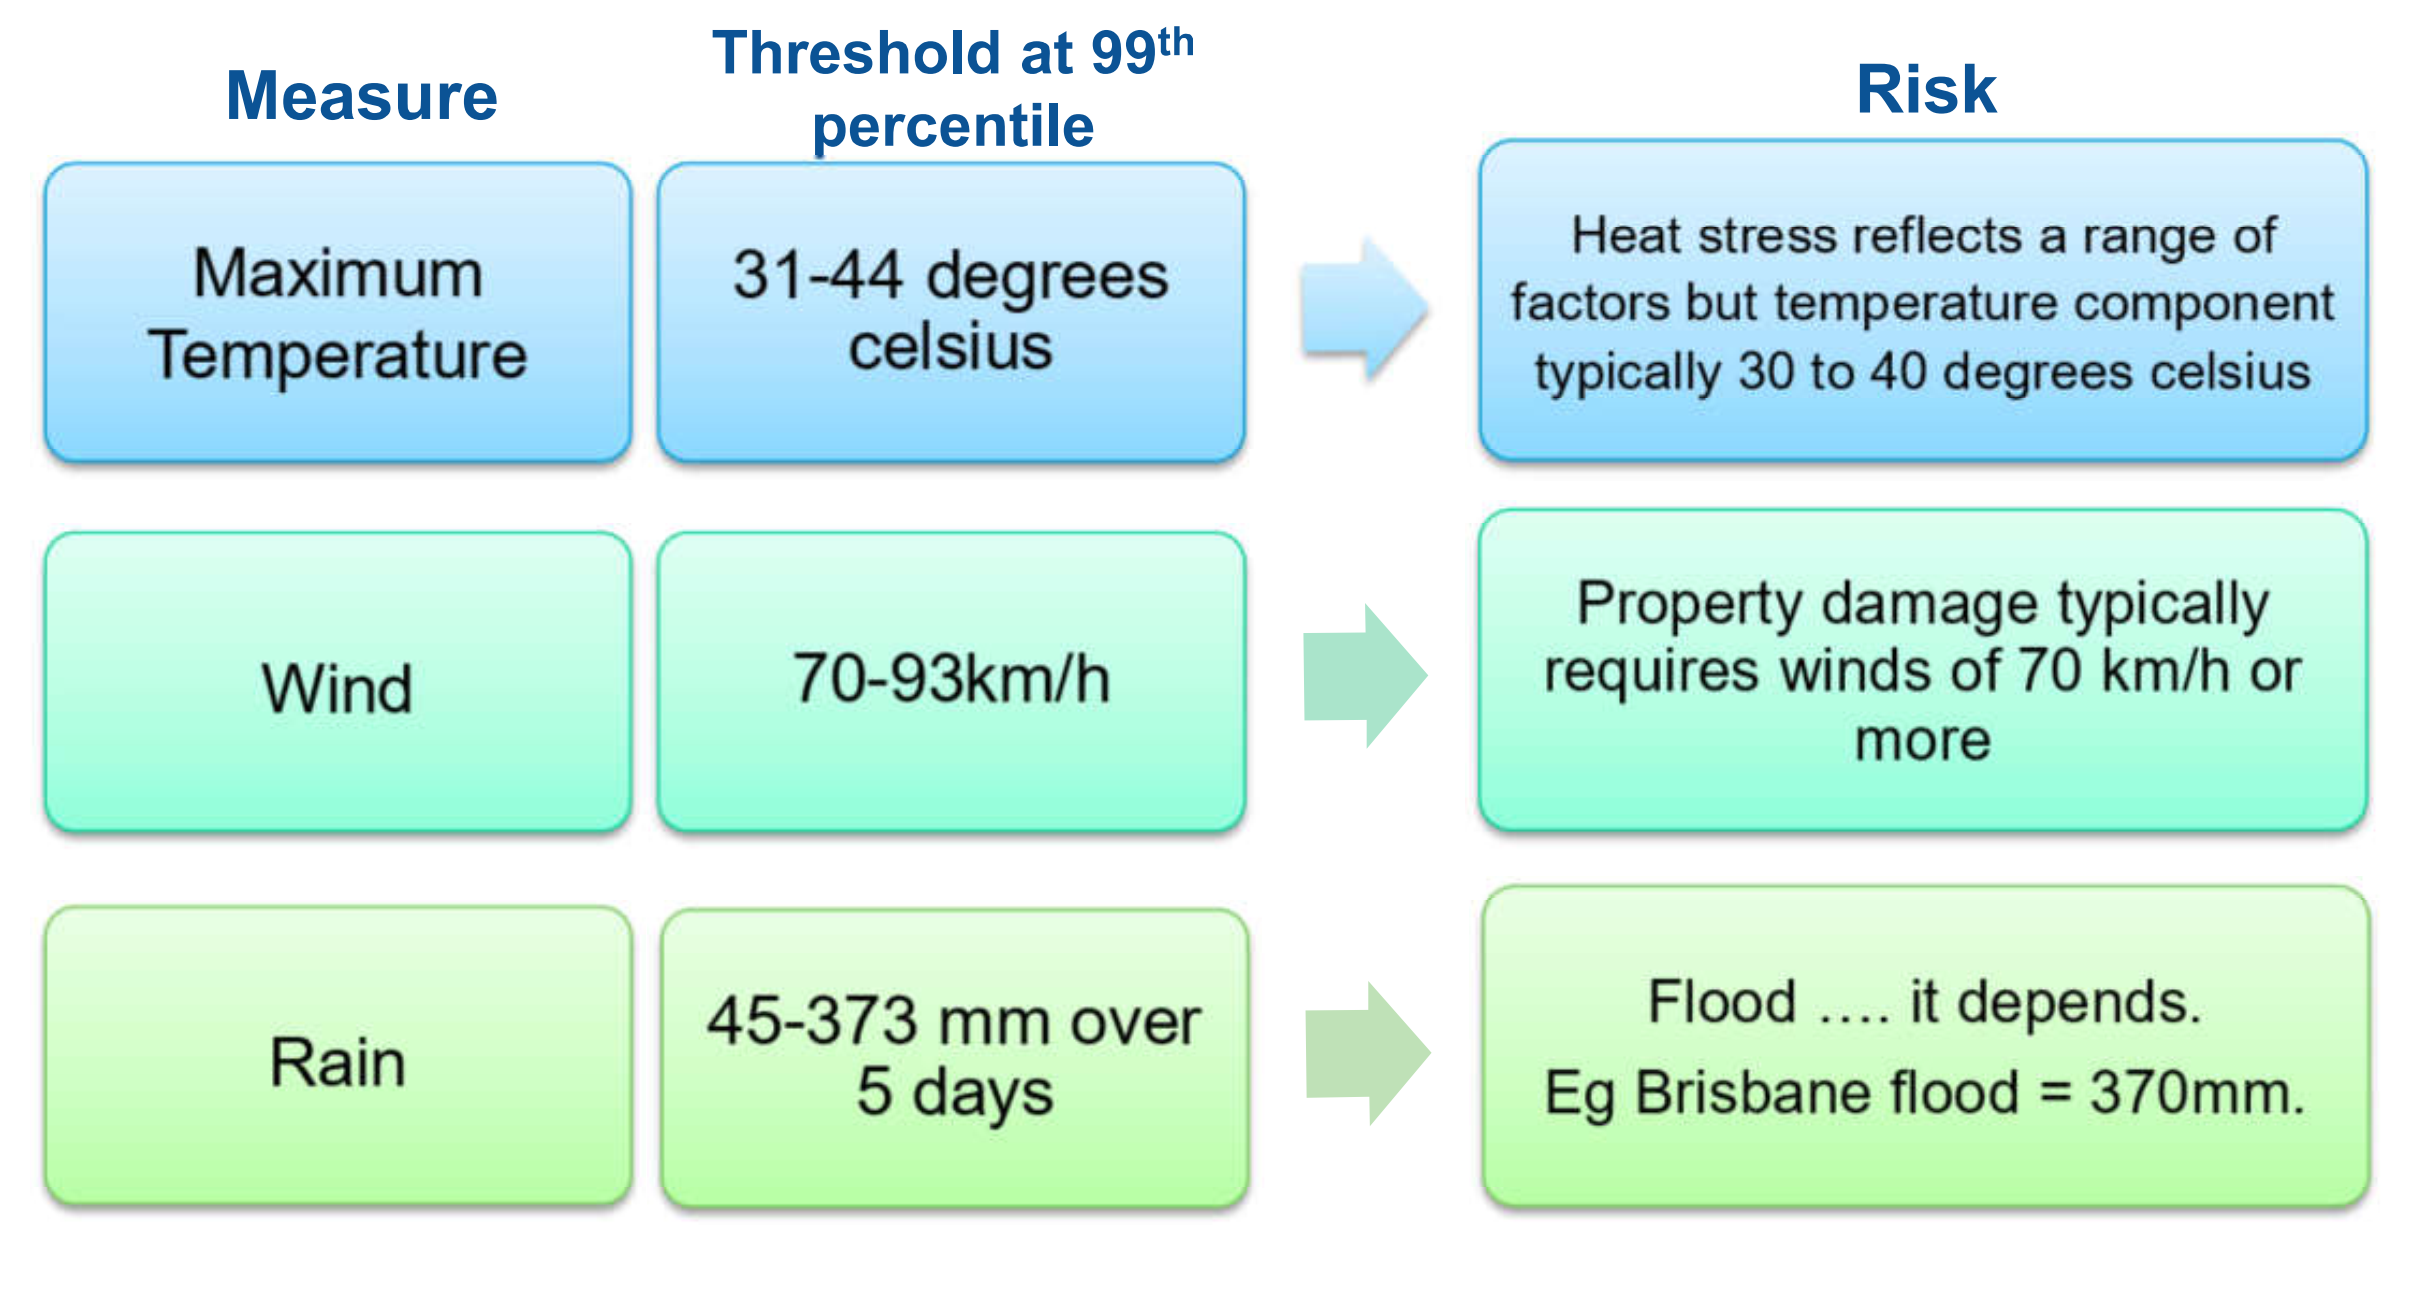 Measure
Threshold at 99th
percentile
Risk
Maximum
Temperature
31-44 degrees
celsius
Heat stress reflects a range of
factors but temperature component
typically 30 to 40 degrees celsius
Wind
70-93km/h
Property damage typically
requires winds of 70 km/h or
more
Rain
45-373 mm over
5 days
Flood .... it depends.
Eg Brisbane flood = 370mm.